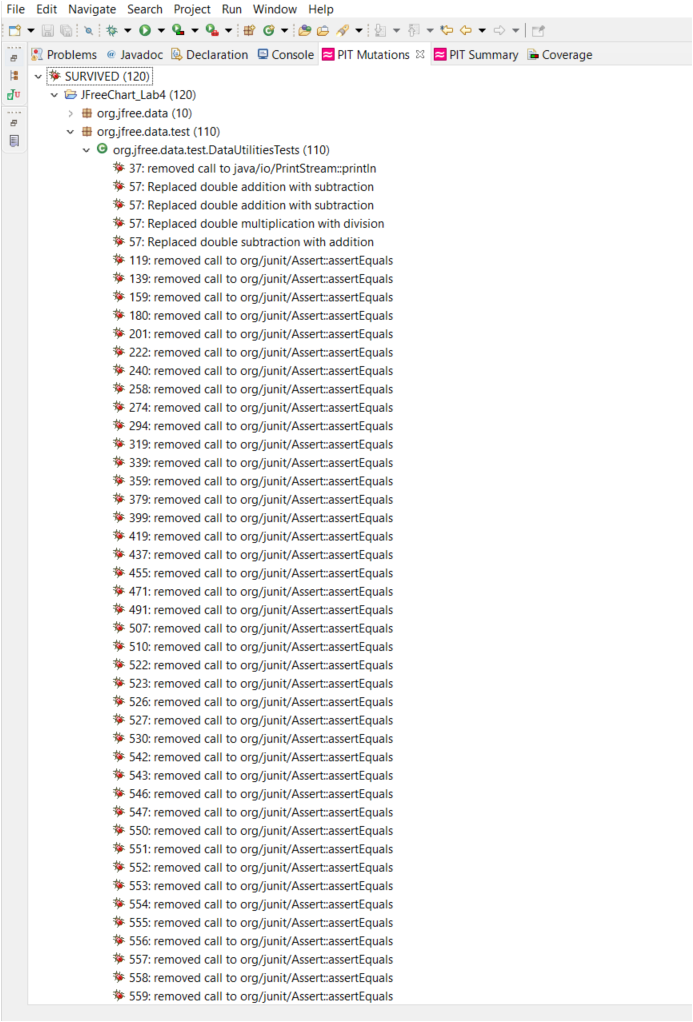 File Edit Navigate Search Project Run Window Help
Problems Javadoc Declaration Console PIT Mutations PIT Summary Coverage
SURVIVED (120)
JFreeChart_Lab4 (120)
org.jfree.data (10)
org.jfree.data.test (110)
org.jfree.data.test.DataUtilitiesTests (110)
37: removed call to java/io/PrintStream::println
57: Replaced double addition with subtraction
57: Replaced double addition with subtraction
57: Replaced double multiplication with division
57: Replaced double subtraction with addition
119: removed call to org/junit/Assert::assertEquals
139: removed call to org/junit/Assert::assertEquals
159: removed call to org/junit/Assert::assertEquals
180: removed call to org/junit/Assert::assertEquals
201: removed call to org/junit/Assert::assertEquals
222: removed call to org/junit/Assert::assertEquals
240: removed call to org/junit/Assert::assertEquals
258: removed call to org/junit/Assert::assertEquals
274: removed call to org/junit/Assert::assertEquals
294: removed call to org/junit/Assert::assertEquals
319: removed call to org/junit/Assert::assertEquals
339: removed call to org/junit/Assert::assertEquals
359: removed call to org/junit/Assert::assertEquals
379: removed call to org/junit/Assert::assertEquals
399: removed call to org/junit/Assert::assertEquals
419: removed call to org/junit/Assert::assertEquals
437: removed call to org/junit/Assert::assertEquals
455: removed call to org/junit/Assert::assertEquals
471: removed call to org/junit/Assert::assertEquals
491: removed call to org/junit/Assert::assertEquals
507: removed call to org/junit/Assert::assertEquals
510: removed call to org/junit/Assert::assertEquals
522: removed call to org/junit/Assert::assertEquals
523: removed call to org/junit/Assert::assertEquals
526: removed call to org/junit/Assert::assertEquals
527: removed call to org/junit/Assert::assertEquals
530: removed call to org/junit/Assert::assertEquals
542: removed call to org/junit/Assert::assertEquals
543: removed call to org/junit/Assert::assertEquals
546: removed call to org/junit/Assert::assertEquals
547: removed call to org/junit/Assert::assertEquals
550: removed call to org/junit/Assert::assertEquals
551: removed call to org/junit/Assert::assertEquals
552: removed call to org/junit/Assert::assertEquals
553: removed call to org/junit/Assert::assertEquals
554: removed call to org/junit/Assert::assertEquals
555: removed call to org/junit/Assert::assertEquals
556: removed call to org/junit/Assert::assertEquals
557: removed call to org/junit/Assert::assertEquals
558: removed call to org/junit/Assert::assertEquals
559: removed call to org/junit/Assert::assertEquals